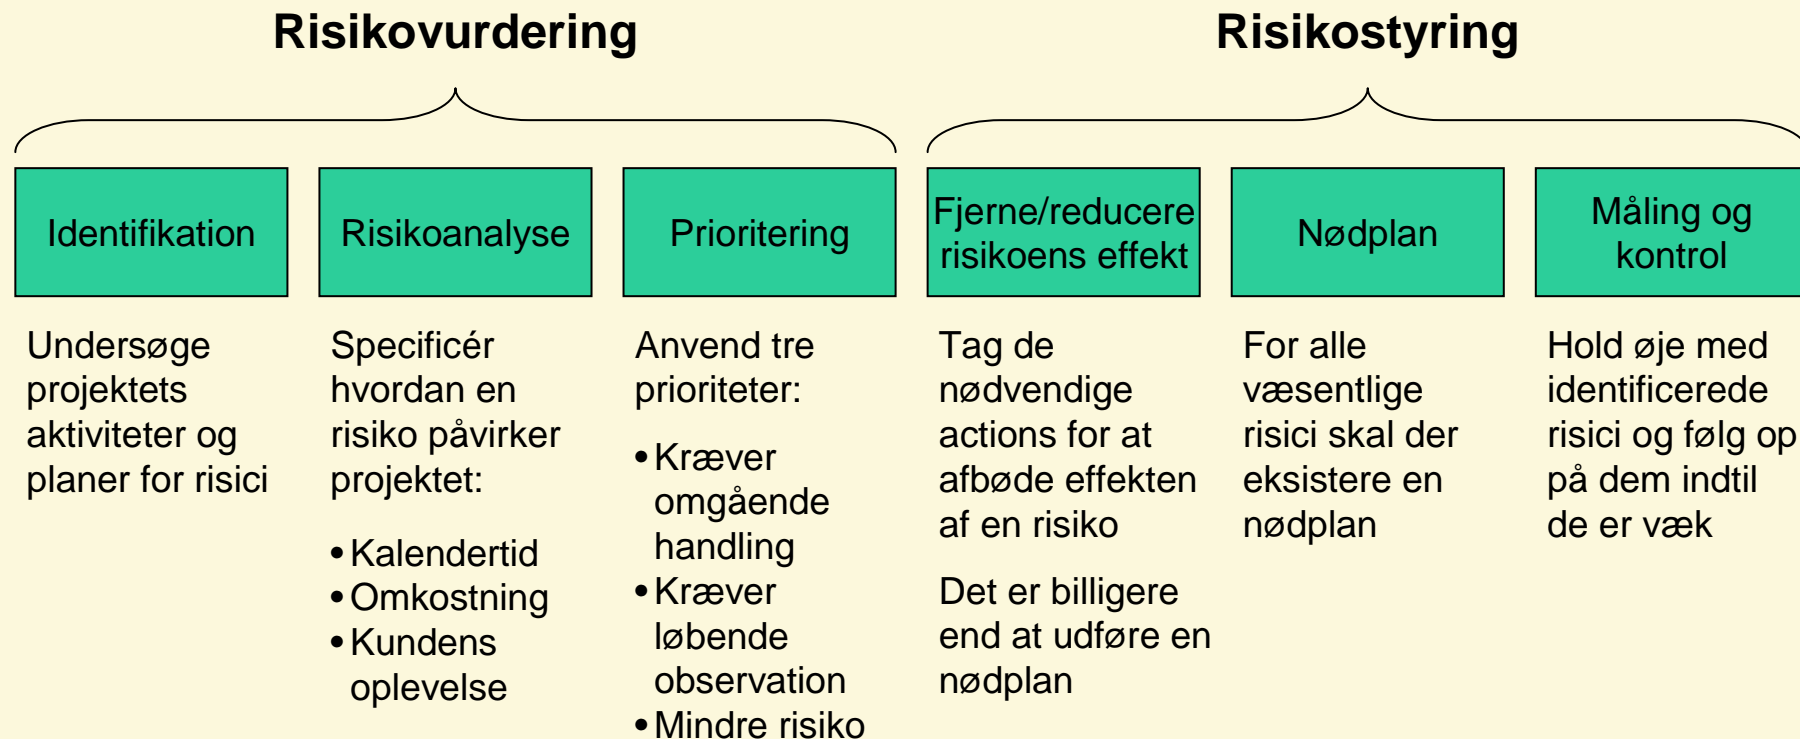 Risikovurdering
Risikostyring
Identifikation
Risikoanalyse
Prioritering
Fjerne/reducere
risikoens effekt
Nødplan
Måling og
kontrol
Undersøge
projektets
aktiviteter og
planer for risici
Specificér
hvordan en
risiko påvirker
projektet:
•Kalendertid
•Omkostning
•Kundens
oplevelse
Anvend tre
prioriteter:
•Kræver
omgående
handling
•Kræver
løbende
observation
•Mindre risiko
Tag de
nødvendige
actions for at
afbøde effekten
af en risiko
Det er billigere
end at udføre en
nødplan
For alle
væsentlige
risici skal der
eksistere en
nødplan
Hold øje med
identificerede
risici og følg op
på dem indtil
de er væk